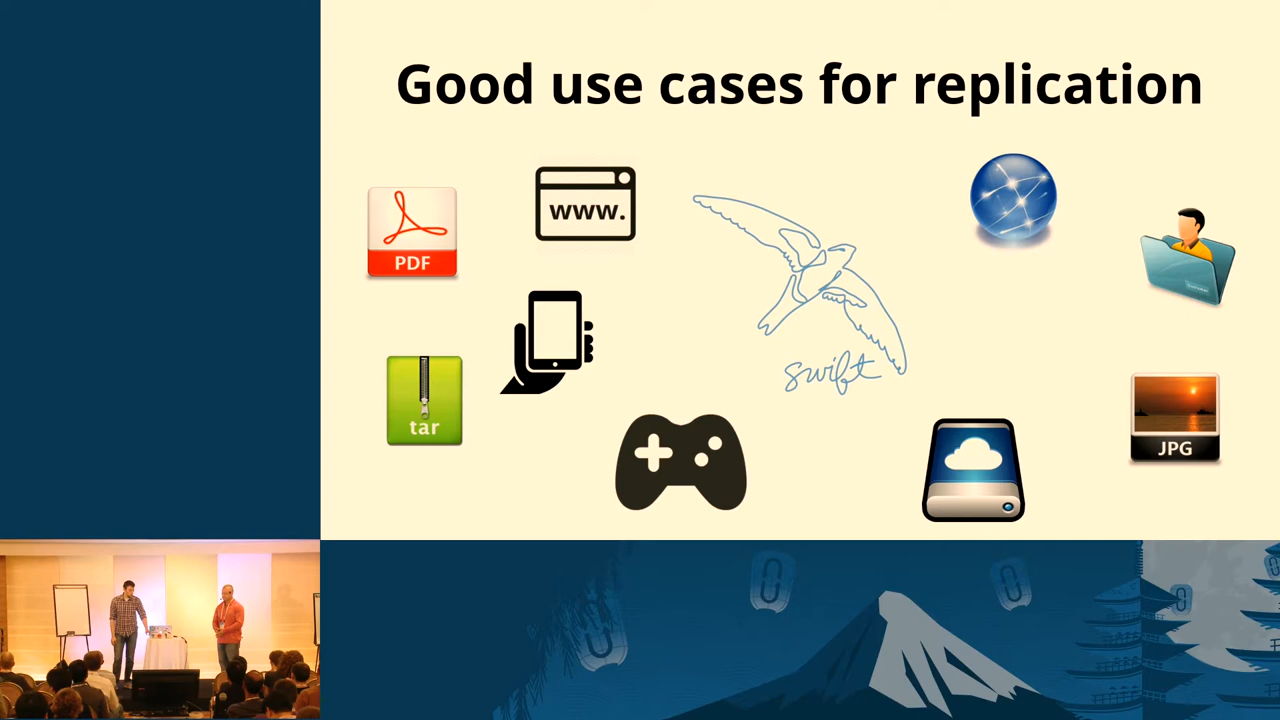 Good use cases for replication
www.
PDF
swift
tar
JPG